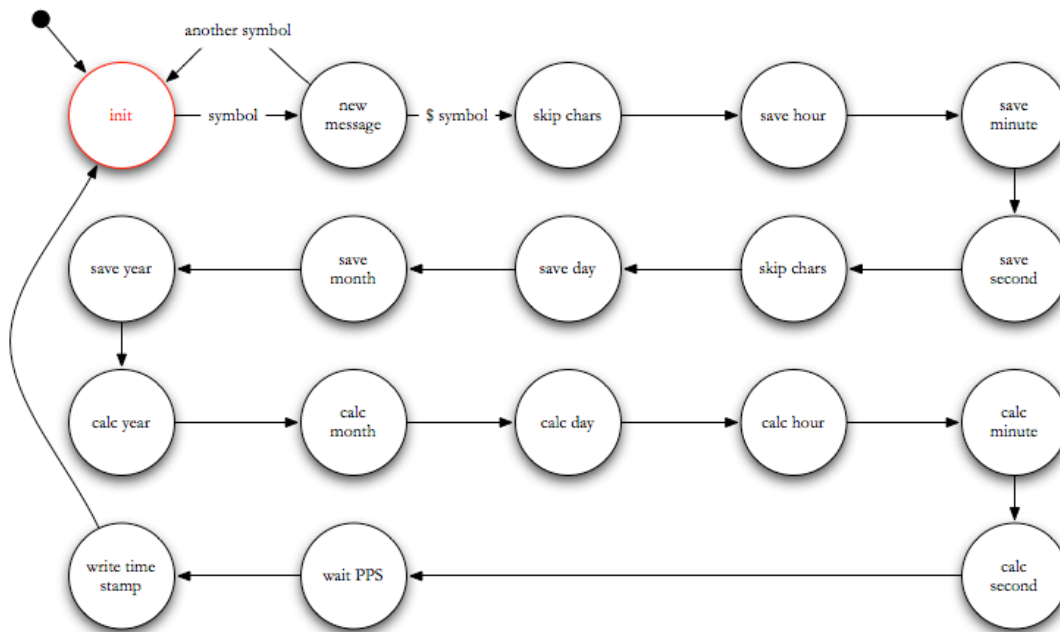 another symbol
init
symbol
new
message
$ symbol
skip chars
save hour
save
minute
save year
save
month
save day
skip chars
save
second
calc year
calc
month
calc day
calc hour
calc
minute
write time
stamp
wait PPS
calc
second